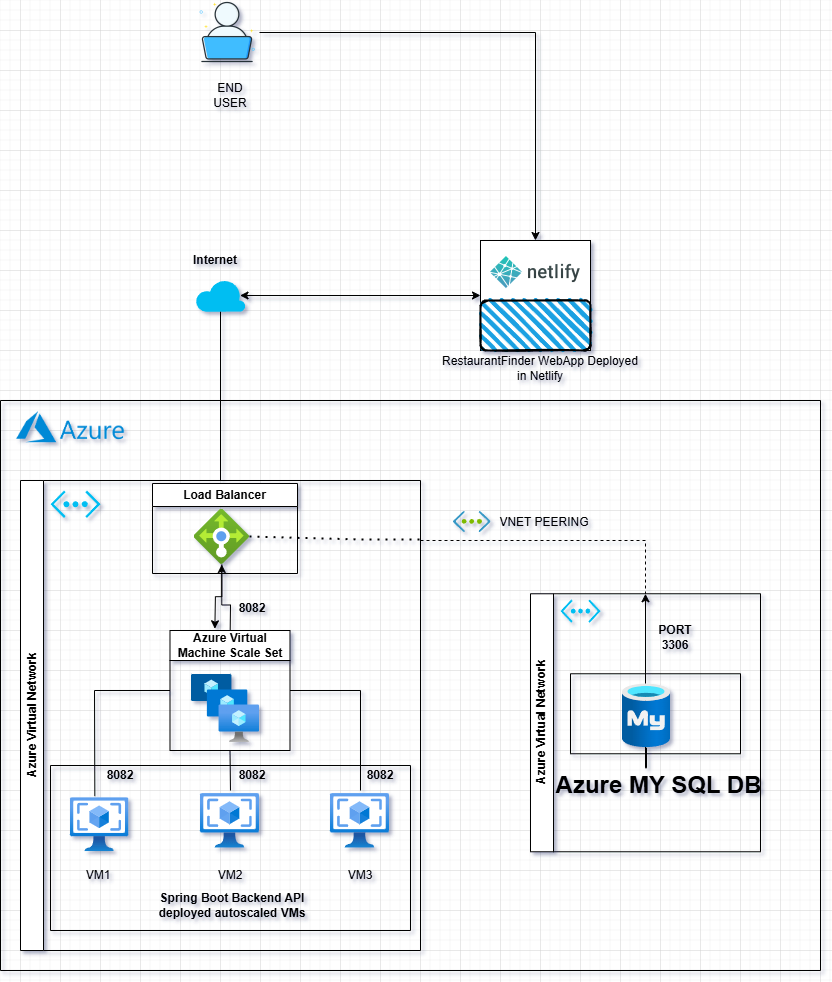 END
USER
Internet
netlify
RestaurantFinder WebApp Deployed
in Netlify
Azure
Load Balancer
VNET PEERING
8082
Azure Virtual
Machine Scale Set
PORT
3306
Azure Virtual Network
Azure Virtual Network
My
Azure MY SQL DB
8082
8082
8082
VM1
VM2
VM3
Spring Boot Backend API
deployed autoscaled VMs